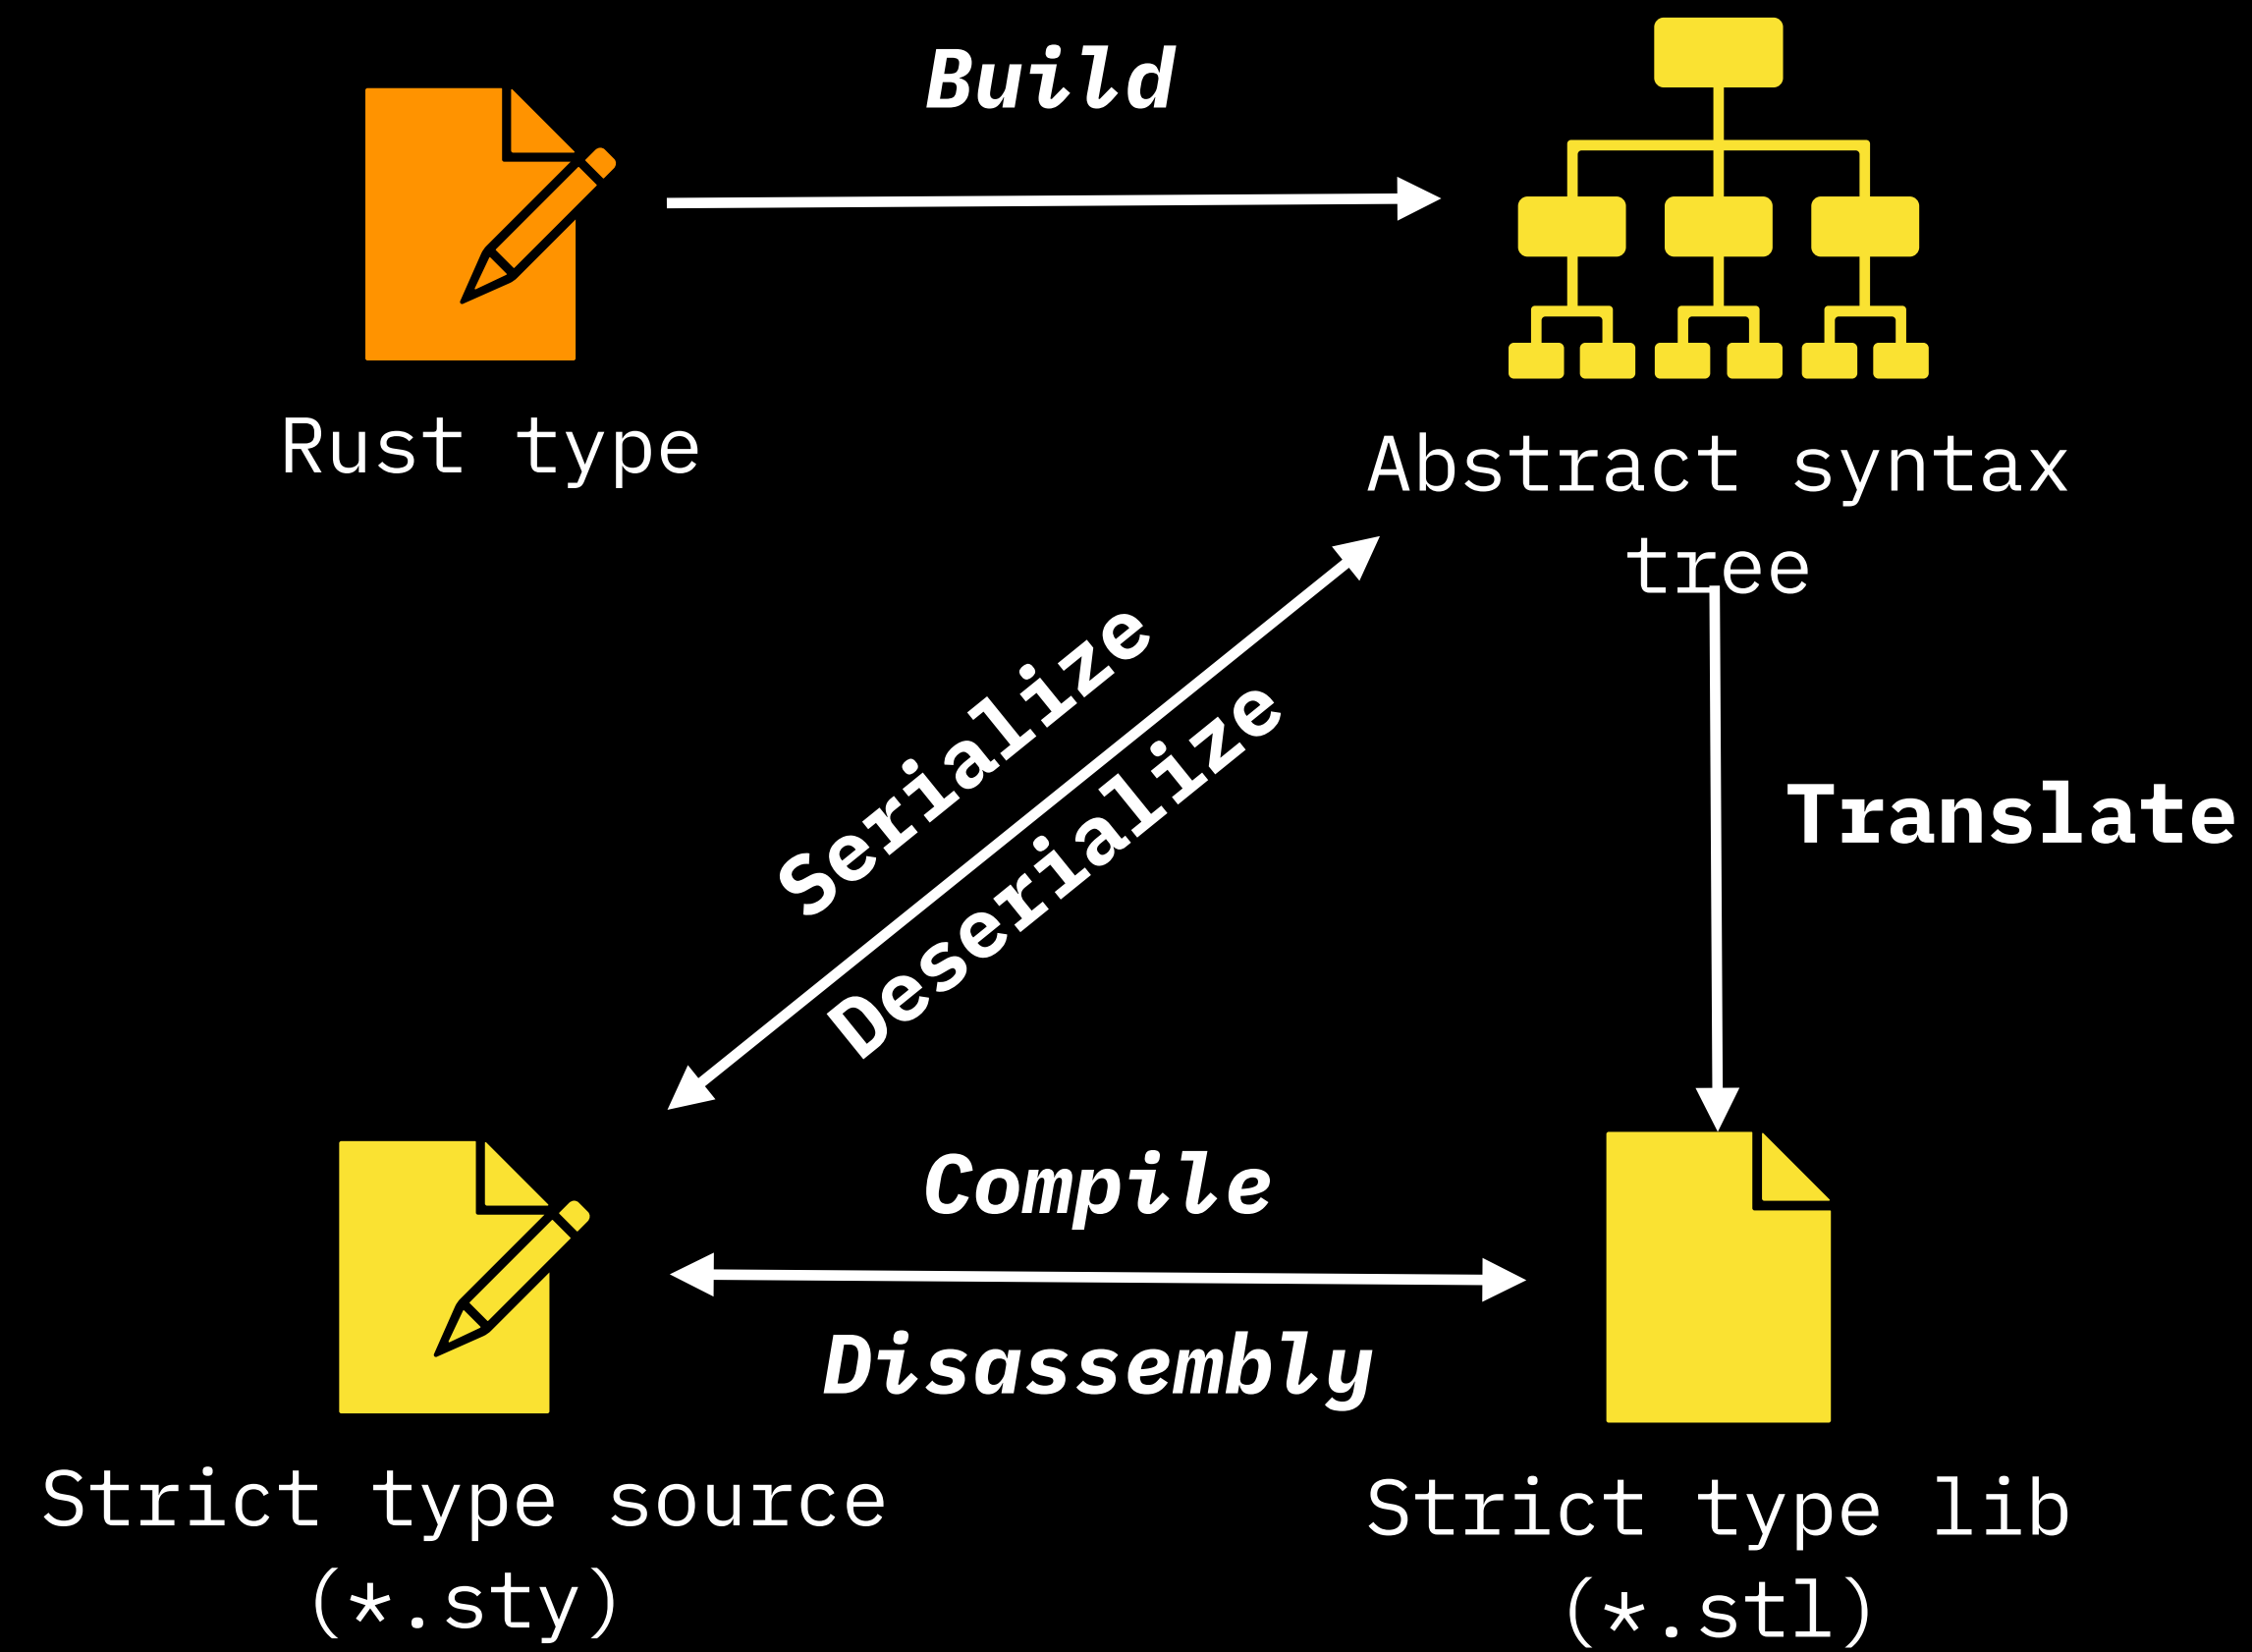 Build
Rust type
Abstract syntax
tree
Serialize
Deserialize
Translate
Compile
Disassembly
Strict type source
(*.sty)
Strict type lib
(*.stl)